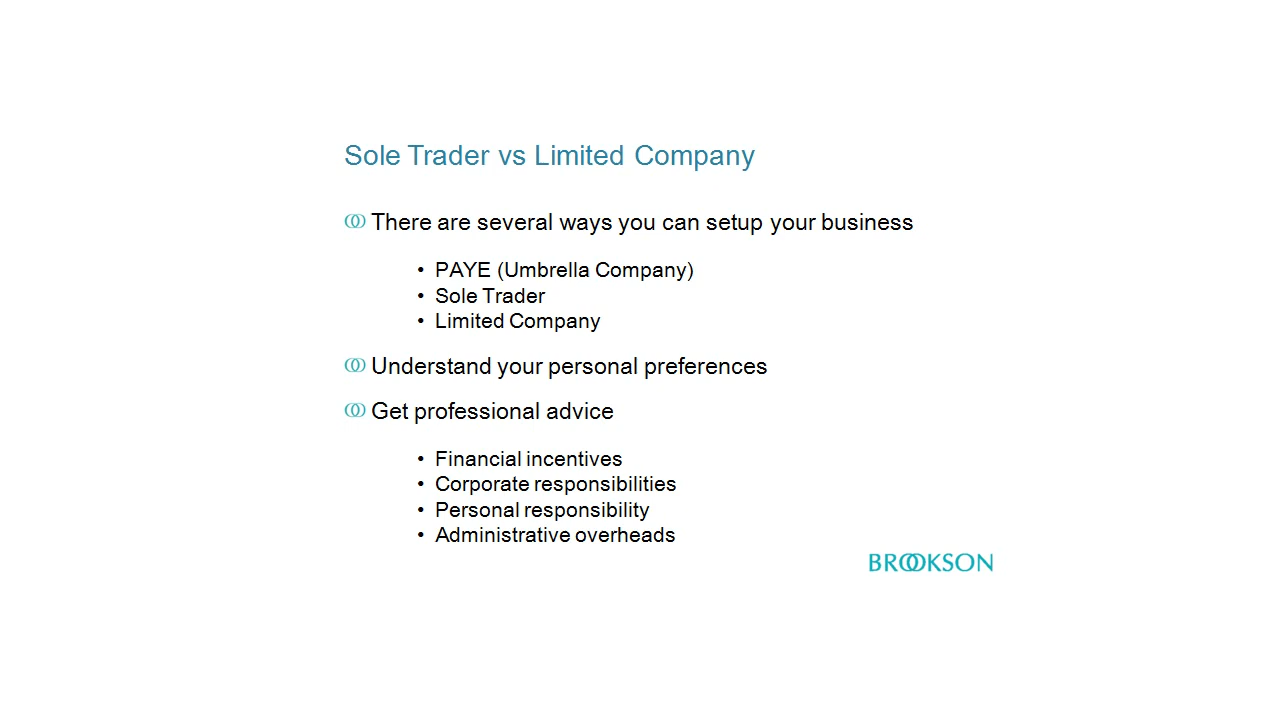 Sole Trader vs Limited Company
There are several ways you can setup your business
• PAYE (Umbrella Company)
• Sole Trader
• Limited Company
Understand your personal preferences
Get professional advice
• Financial incentives
• Corporate responsibilities
• Personal responsibility
• Administrative overheads
BROOKSON